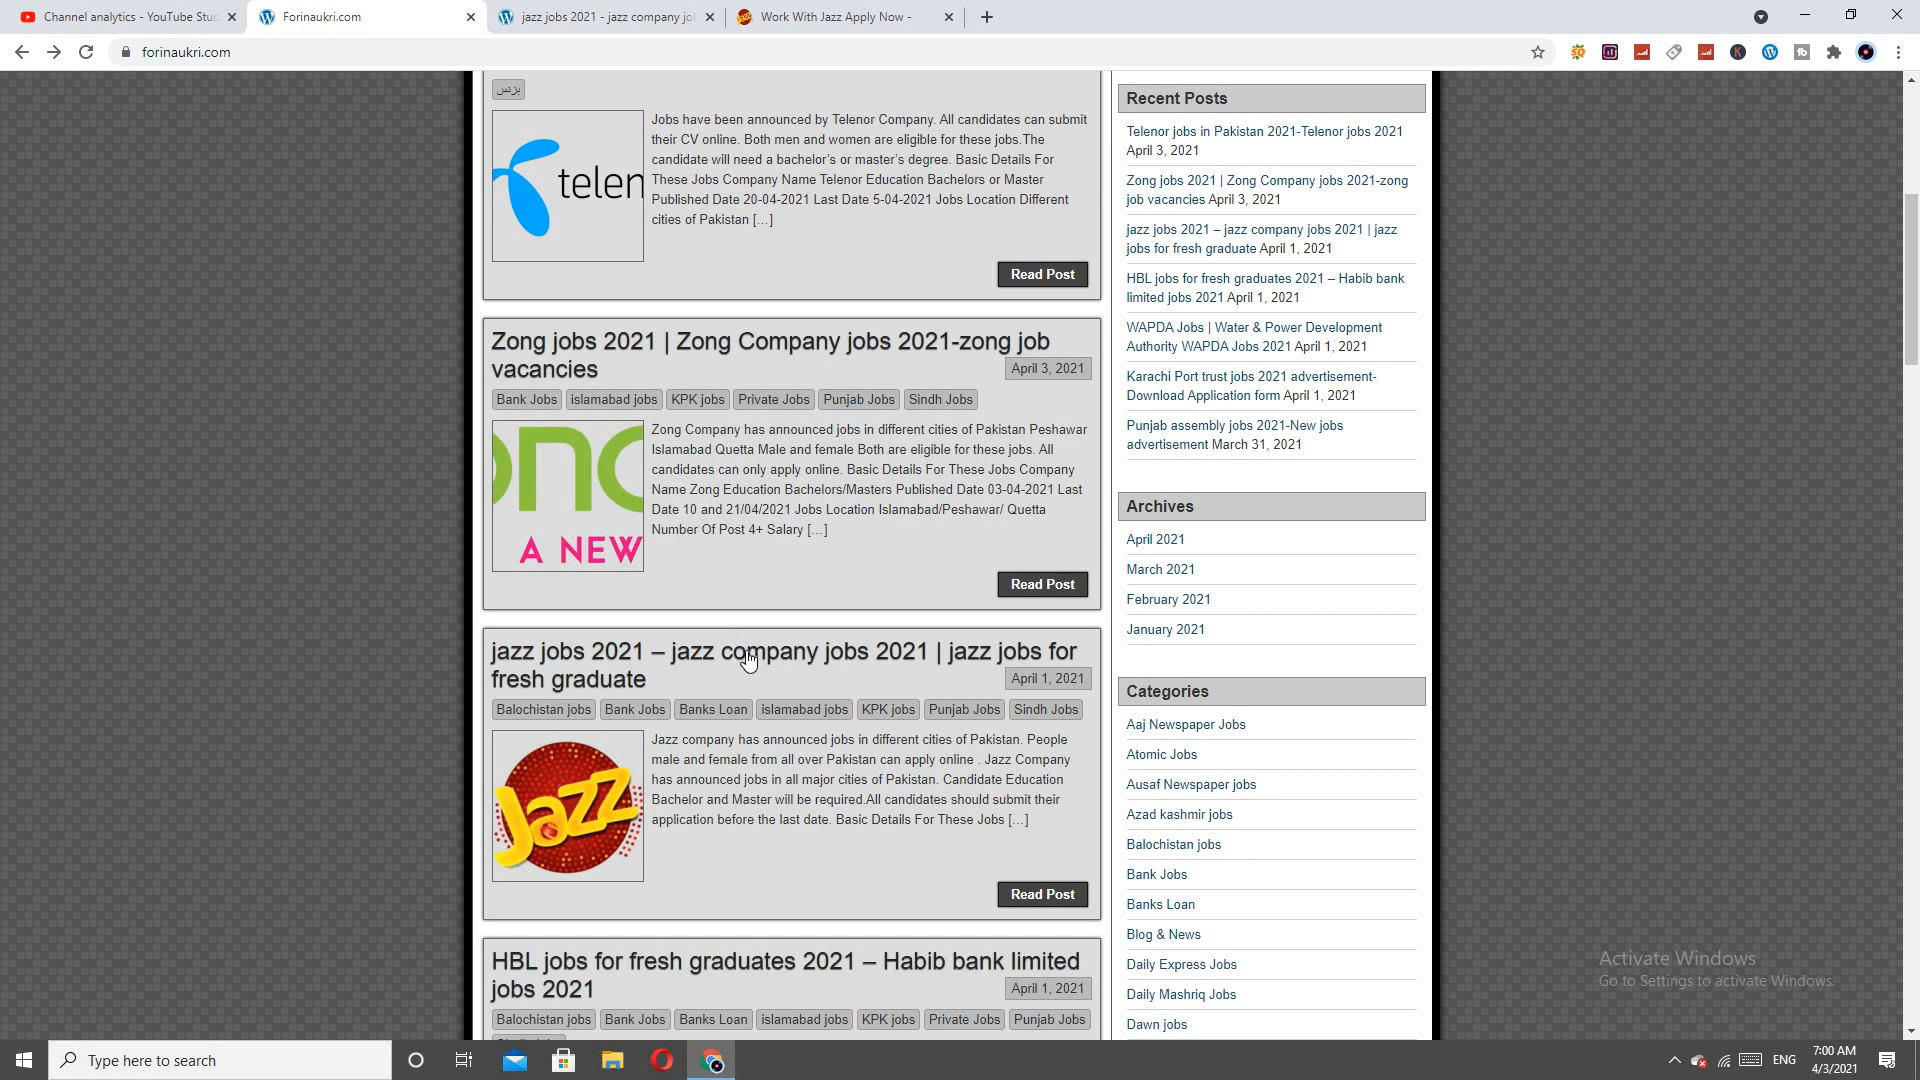 Channel analytics - YouTube Stu
Forinaukri.com
jazz jobs 2021 - jazz company jo
Work With Jazz Apply Now -
forinaukri.com
بزنس
Jobs have been announced by Telenor Company. All candidates can submit
their CV online. Both men and women are eligible for these jobs.The
candidate will need a bachelor's or master's degree. Basic Details For
These Jobs Company Name Telenor Education Bachelors or Master
Published Date 20-04-2021 Last Date 5-04-2021 Jobs Location Different
cities of Pakistan […]
telen
Read Post
Zong jobs 2021 | Zong Company jobs 2021-zong job
vacancies
April 3, 2021
Bank Jobs islamabad jobs KPK jobs Private Jobs Punjab Jobs Sindh Jobs
Zong Company has announced jobs in different cities of Pakistan Peshawar
Islamabad Quetta Male and female Both are eligible for these jobs. All
candidates can only apply online. Basic Details For These Jobs Company
Name Zong Education Bachelors/Masters Published Date 03-04-2021 Last
Date 10 and 21/04/2021 Jobs Location Islamabad/Peshawar/ Quetta
Number Of Post 4+ Salary […]
ong
A NEW
Read Post
jazz jobs 2021 – jazz company jobs 2021 | jazz jobs for
fresh graduate
April 1, 2021
Balochistan jobs Bank Jobs Banks Loan islamabad jobs KPK jobs Punjab Jobs Sindh Jobs
Jazz company has announced jobs in different cities of Pakistan. People
male and female from all over Pakistan can apply online . Jazz Company
has announced jobs in all major cities of Pakistan. Candidate Education
Bachelor and Master will be required.All candidates should submit their
application before the last date. Basic Details For These Jobs […]
Jazz
Read Post
HBL jobs for fresh graduates 2021 – Habib bank limited
jobs 2021
April 1, 2021
Balochistan jobs Bank Jobs Banks Loan islamabad jobs KPK jobs Private Jobs Punjab Jobs
Recent Posts
Telenor jobs in Pakistan 2021-Telenor jobs 2021
April 3, 2021
Zong jobs 2021 | Zong Company jobs 2021-zong
job vacancies April 3, 2021
jazz jobs 2021 – jazz company jobs 2021 | jazz
jobs for fresh graduate April 1, 2021
HBL jobs for fresh graduates 2021 – Habib bank
limited jobs 2021 April 1, 2021
WAPDA Jobs | Water & Power Development
Authority WAPDA Jobs 2021 April 1, 2021
Karachi Port trust jobs 2021 advertisement-
Download Application form April 1, 2021
Punjab assembly jobs 2021-New jobs
advertisement March 31, 2021
Archives
April 2021
March 2021
February 2021
January 2021
Categories
Aaj Newspaper Jobs
Atomic Jobs
Ausaf Newspaper jobs
Azad kashmir jobs
Balochistan jobs
Bank Jobs
Banks Loan
Blog & News
Daily Express Jobs
Daily Mashriq Jobs
Dawn jobs
Activate Windows
Go to Settings to activate Windows.
Type here to search
ENG
7:00 AM
4/3/2021